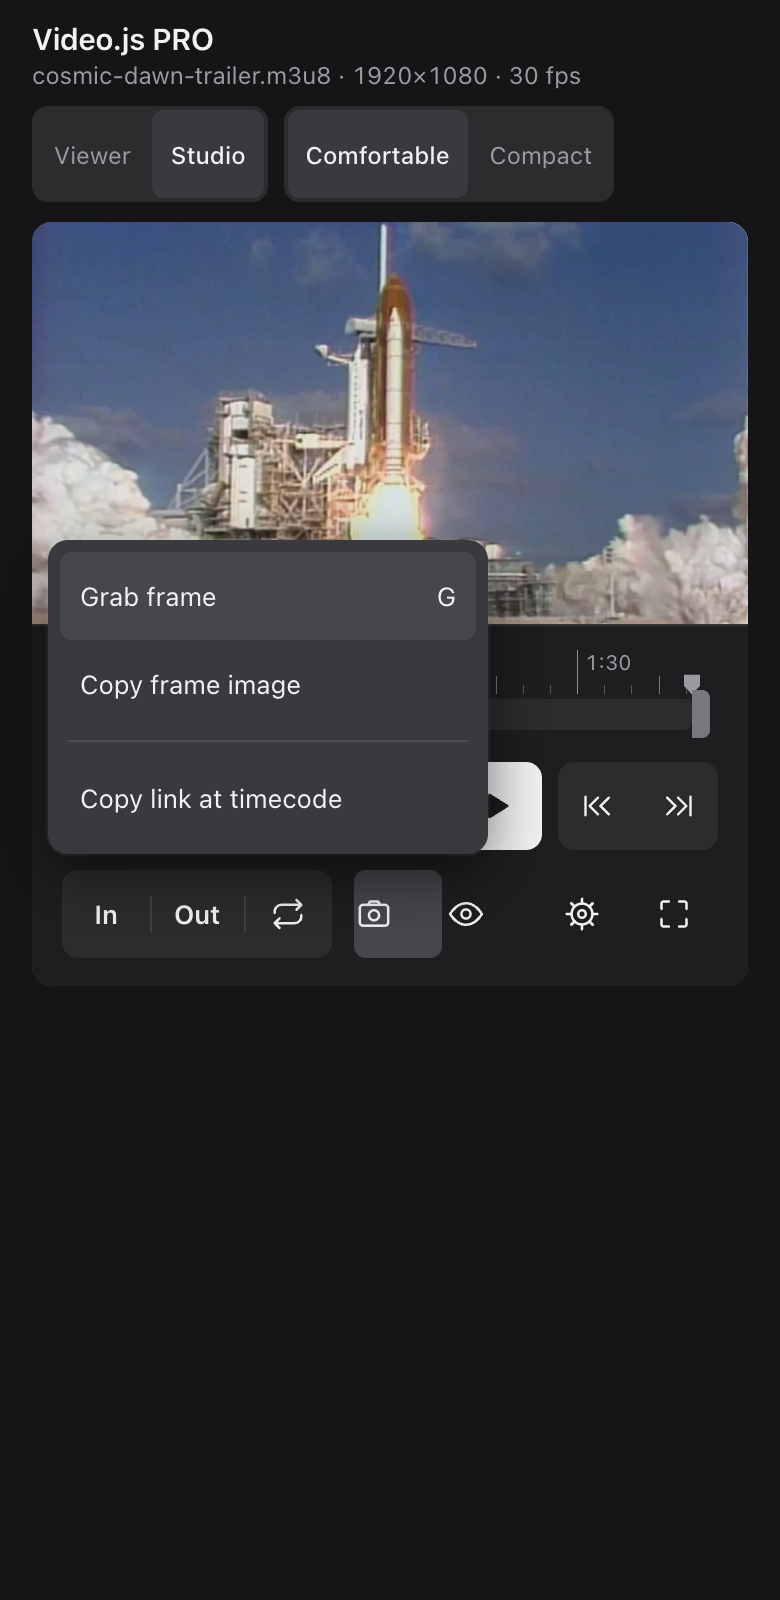 Video.js PRO
cosmic-dawn-trailer.m3u8 · 1920×1080 · 30 fps
Viewer Studio Comfortable Compact
Grab frame G
1:30
Copy frame image
Copy link at timecode
In Out